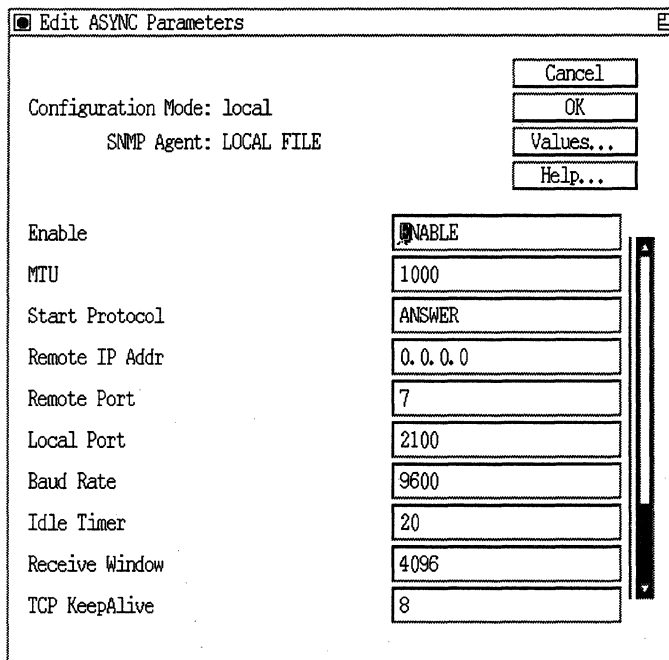 Edit ASYNC Parameters
Cancel
Configuration Mode: local
OK
SNMP Agent: LOCAL FILE
Values...
Help...
Enable ENABLE
MTU 1000
Start Protocol ANSWER
Remote IP Addr 0.0.0.0
Remote Port 7
Local Port 2100
Baud Rate 9600
Idle Timer 20
Receive Window 4096
TCP KeepAlive 8